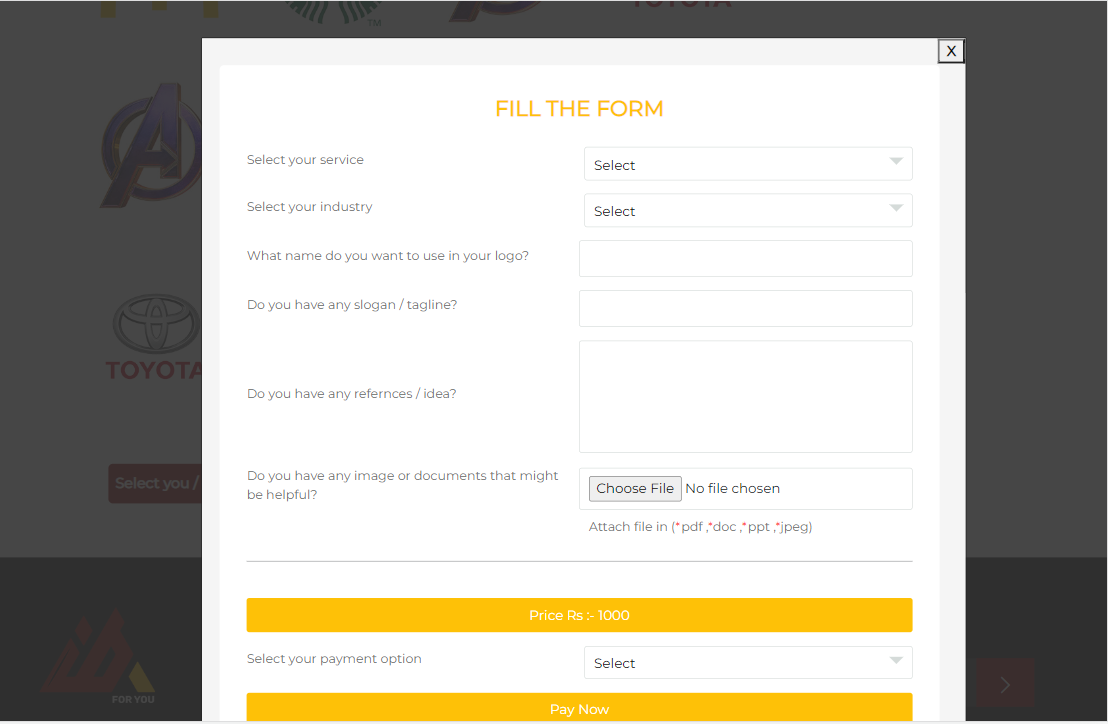 TM
TOYOTA
X
FILL THE FORM
Select your service
Select
Select your industry
Select
What name do you want to use in your logo?
Do you have any slogan / tagline?
TOYOTA
Do you have any refernces / idea?
Do you have any image or documents that might
be helpful?
Select you /
Choose File No file chosen
Attach file in (*pdf ,*doc ,*ppt ,*jpeg)
Price Rs :- 1000
Select your payment option
Select
FOR YOU
Pay Now